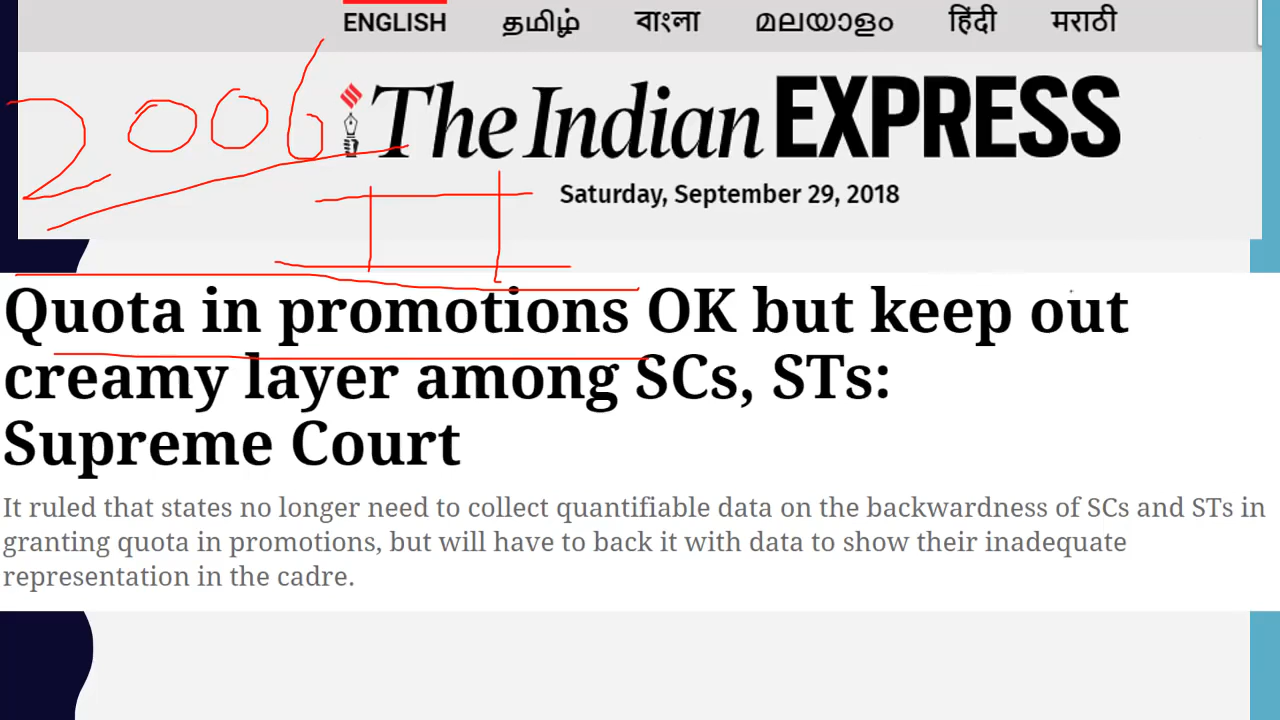 ENGLISH தமிழ் বাংলা മലയാളം हिंदी मराठी
2006
The Indian EXPRESS
Saturday, September 29, 2018
Quota in promotions OK but keep out
creamy layer among SCs, STs:
Supreme Court
It ruled that states no longer need to collect quantifiable data on the backwardness of SCs and STs in
granting quota in promotions, but will have to back it with data to show their inadequate
representation in the cadre.